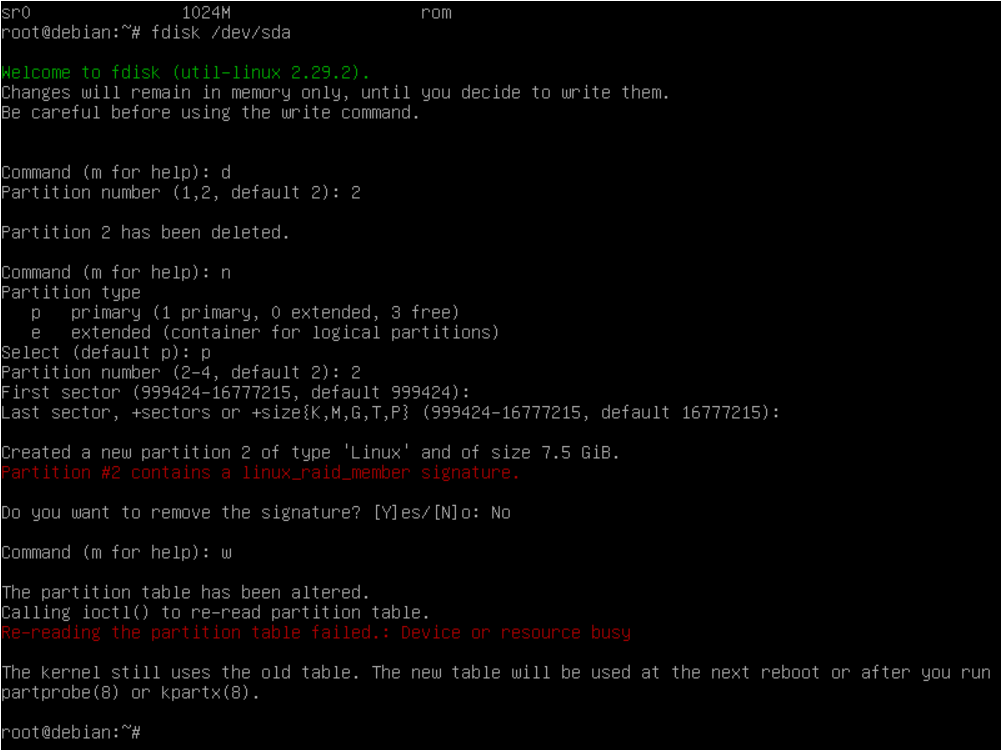 sr0               1024M                   rom
root@debian:~# fdisk /dev/sda
Welcome to fdisk (util-linux 2.29.2).
Changes will remain in memory only, until you decide to write them.
Be careful before using the write command.
Command (m for help): d
Partition number (1,2, default 2): 2
Partition 2 has been deleted.
Command (m for help): n
Partition type
   p   primary (1 primary, 0 extended, 3 free)
   e   extended (container for logical partitions)
Select (default p): p
Partition number (2-4, default 2): 2
First sector (999424-16777215, default 999424):
Last sector, +sectors or +size{K,M,G,T,P} (999424-16777215, default 16777215):
Created a new partition 2 of type 'Linux' and of size 7.5 GiB.
Partition #2 contains a linux_raid_member signature.
Do you want to remove the signature? [Y]es/[N]o: No
Command (m for help): w
The partition table has been altered.
Calling ioctl() to re-read partition table.
Re-reading the partition table failed.: Device or resource busy
The kernel still uses the old table. The new table will be used at the next reboot or after you run
partprobe(8) or kpartx(8).
root@debian:~#